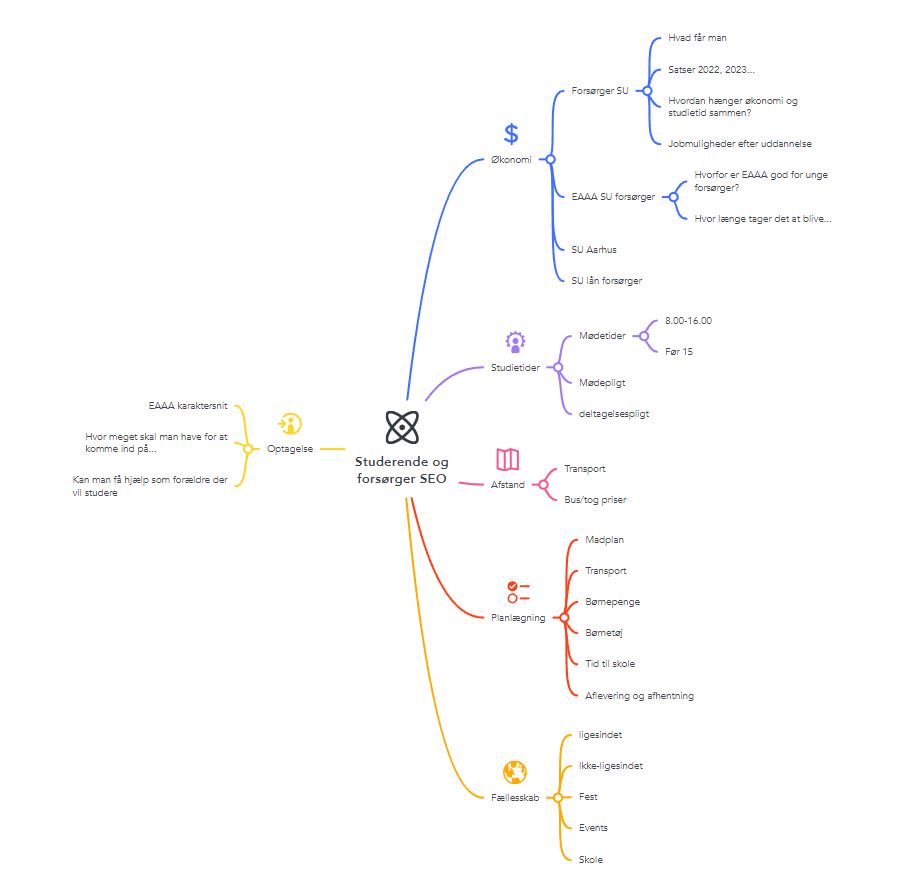 Studerende og
forsørger SEO
Økonomi
Forsørger SU
Hvad får man
Satser 2022, 2023...
Hvordan hænger økonomi og
studietid sammen?
Jobmuligheder efter uddannelse
EAAA SU forsørger
Hvorfor er EAAA god for unge
forsørger?
Hvor længe tager det at blive...
SU Aarhus
SU lån forsørger
Studietider
Mødetider
8.00-16.00
Før 15
Mødepligt
deltagelsespligt
Afstand
Transport
Bus/tog priser
Planlægning
Madplan
Transport
Børnepenge
Børnetøj
Tid til skole
Aflevering og afhentning
Fællesskab
ligesindet
Ikke-ligesindet
Fest
Events
Skole
Optagelse
EAAA karaktersnit
Hvor meget skal man have for at
komme ind på...
Kan man få hjælp som forældre der
vil studere